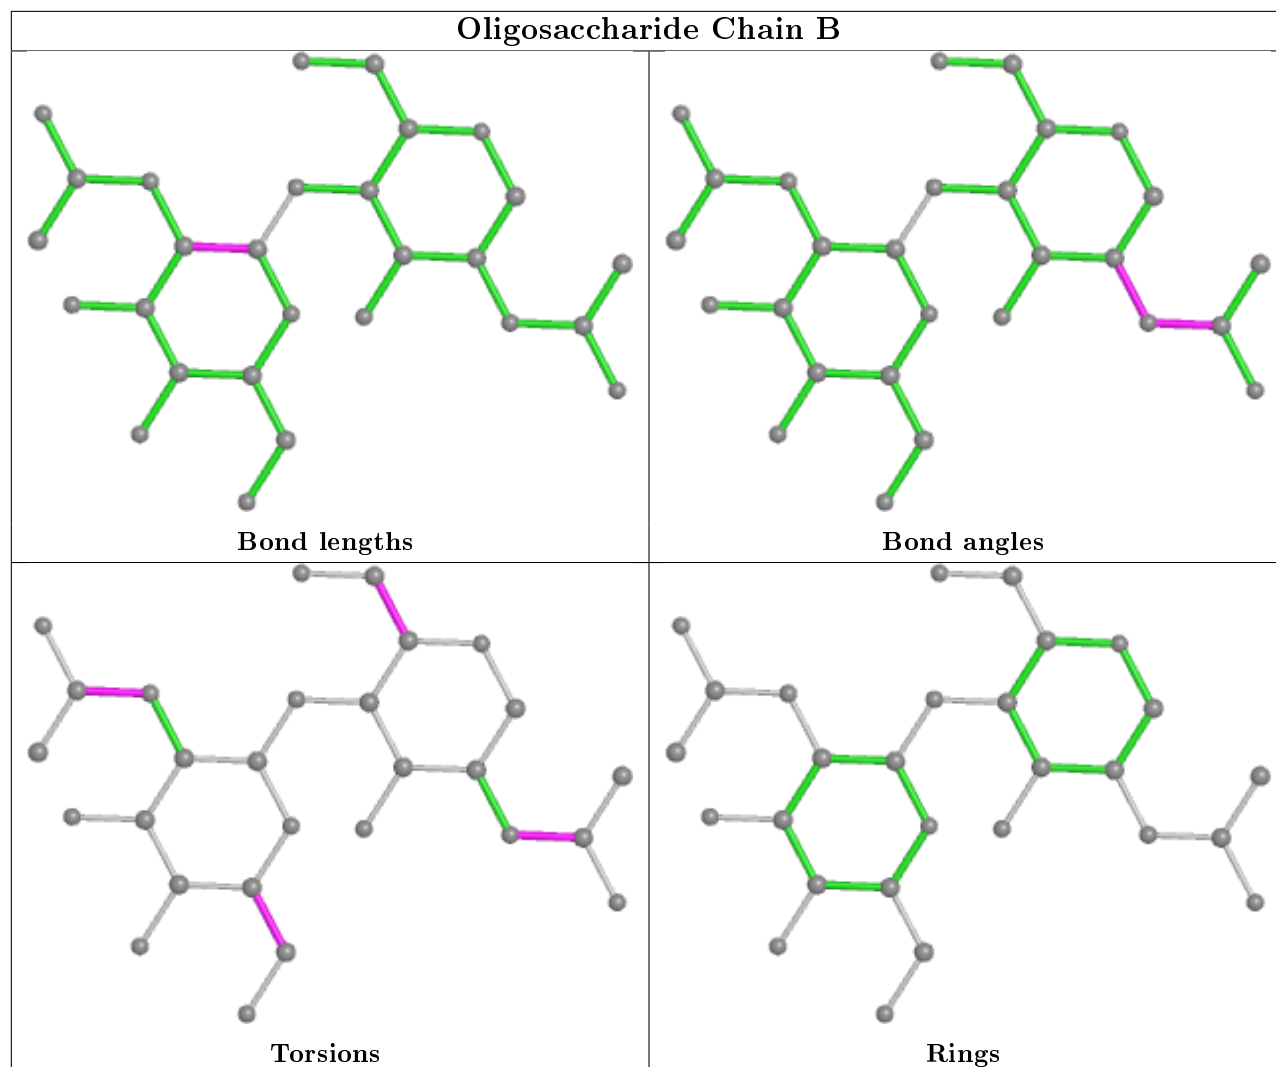 Oligosaccharide Chain B
Bond lengths
Bond angles
Torsions
Rings